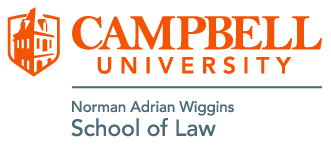 CAMPBELL
UNIVERSITY
Norman Adrian Wiggins
School of Law